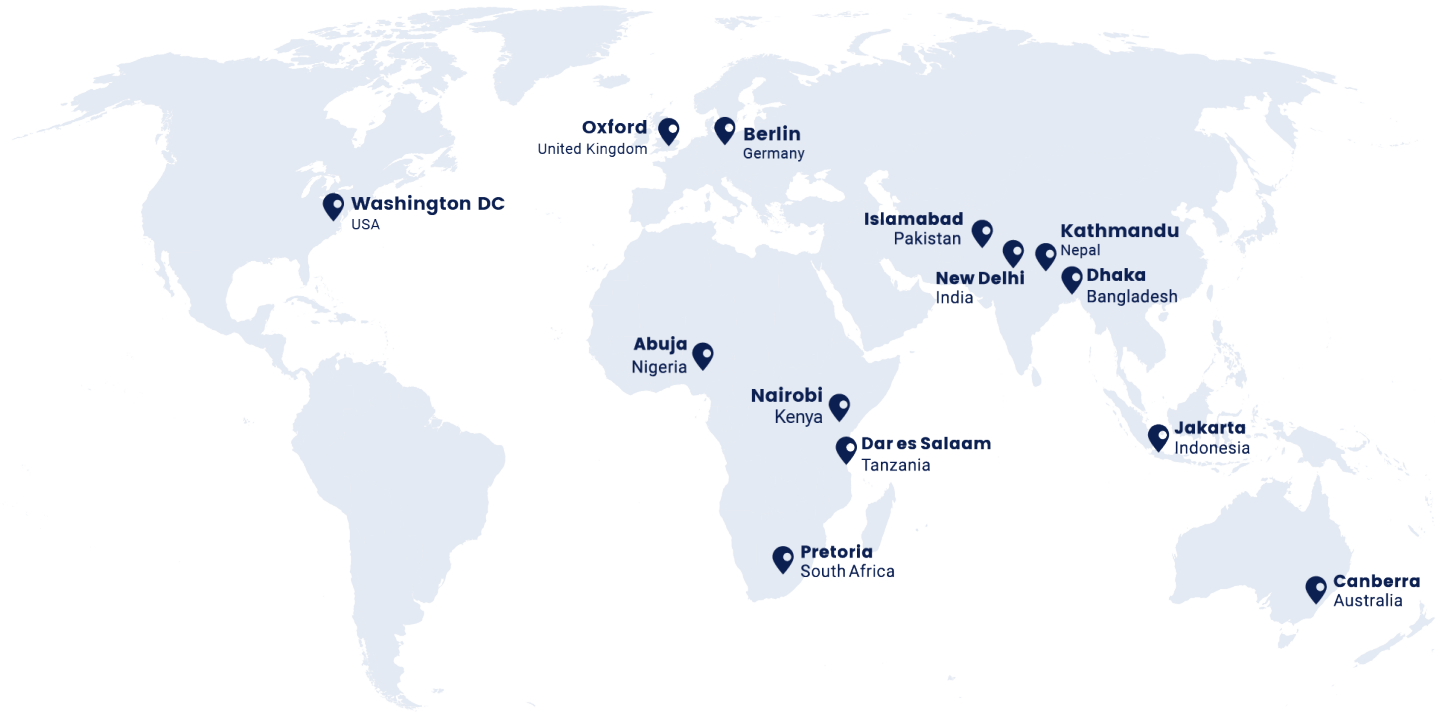 Oxford
United Kingdom
Berlin
Germany
Washington DC
USA
Islamabad
Pakistan
Kathmandu
Nepal
New Delhi
India
Dhaka
Bangladesh
Abuja
Nigeria
Nairobi
Kenya
Dar es Salaam
Tanzania
Jakarta
Indonesia
Pretoria
South Africa
Canberra
Australia